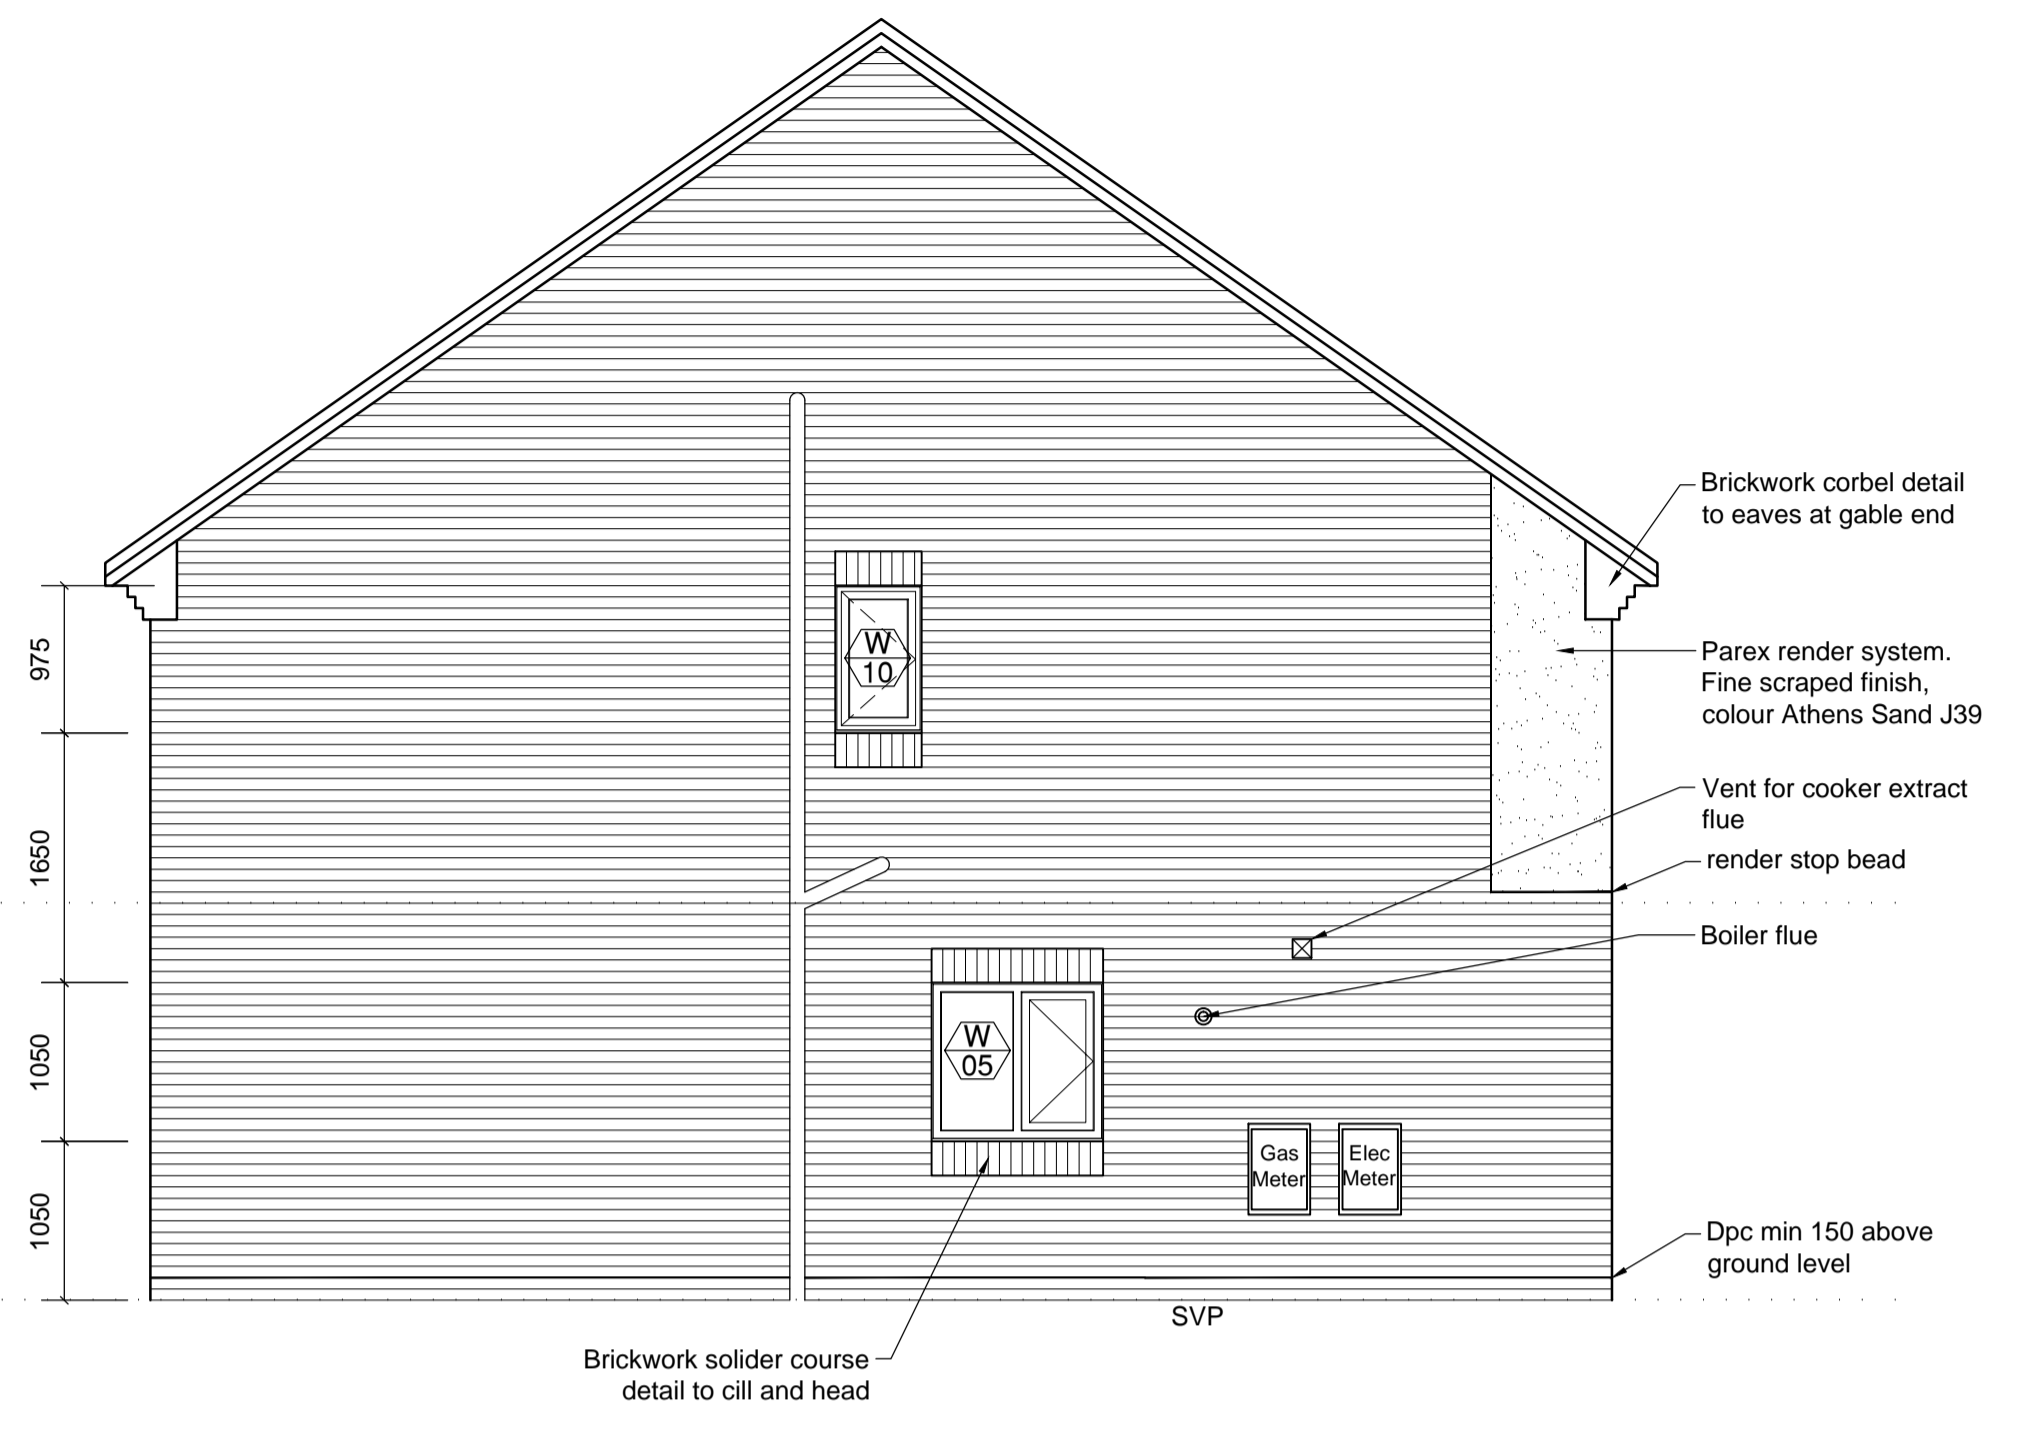 Brickwork corbel detail
to eaves at gable end
975
W
10
Parex render system.
Fine scraped finish,
colour Athens Sand J39
Vent for cooker extract
flue
1650
render stop bead
Boiler flue
1050
W
05
Gas
Meter
Elec
Meter
1050
Dpc min 150 above
ground level
SVP
Brickwork solider course
detail to cill and head